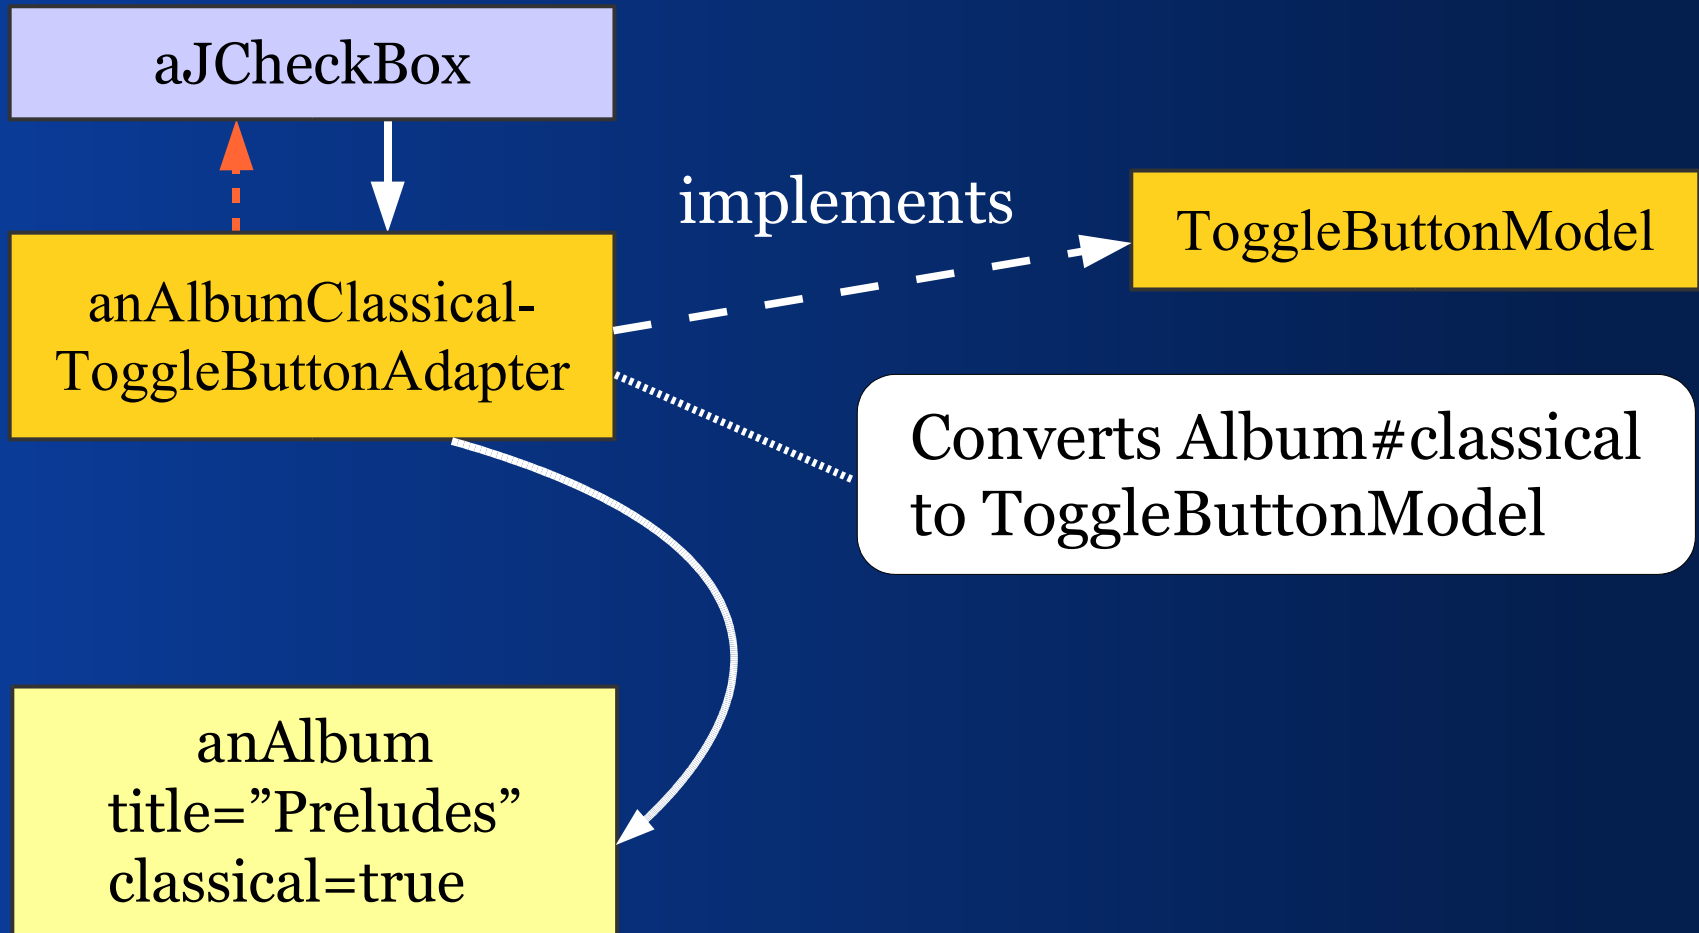 aJCheckBox
implements
ToggleButtonModel
anAlbumClassical-
ToggleButtonAdapter
Converts Album#classical
to ToggleButtonModel
anAlbum
title=”Preludes”
classical=true